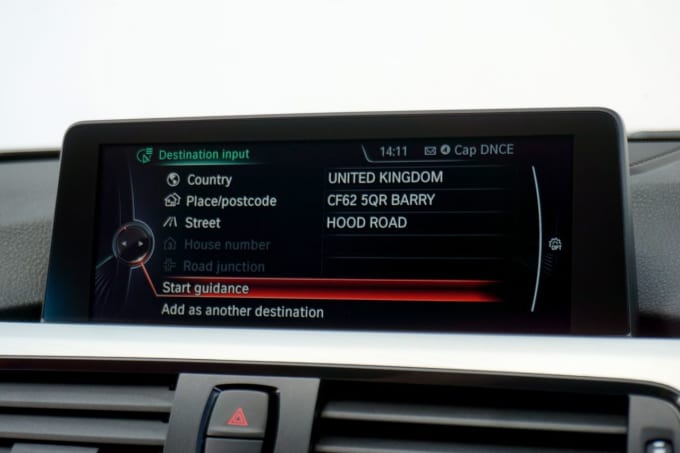 Destination input 14:11 Cap DNCE
Country UNITED KINGDOM
Place/postcode CF62 5QR BARRY
Street HOOD ROAD
House number
Road junction
Start guidance
Add as another destination
OPT